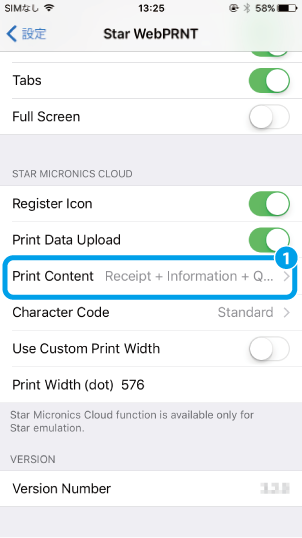 SIMなし 13:25 58%
設定 Star WebPRNT
Tabs
Full Screen
STAR MICRONICS CLOUD
Register Icon
Print Data Upload
1
Print Content Receipt + Information + Q...
Character Code Standard
Use Custom Print Width
Print Width (dot) 576
Star Micronics Cloud function is available only for
Star emulation.
VERSION
Version Number